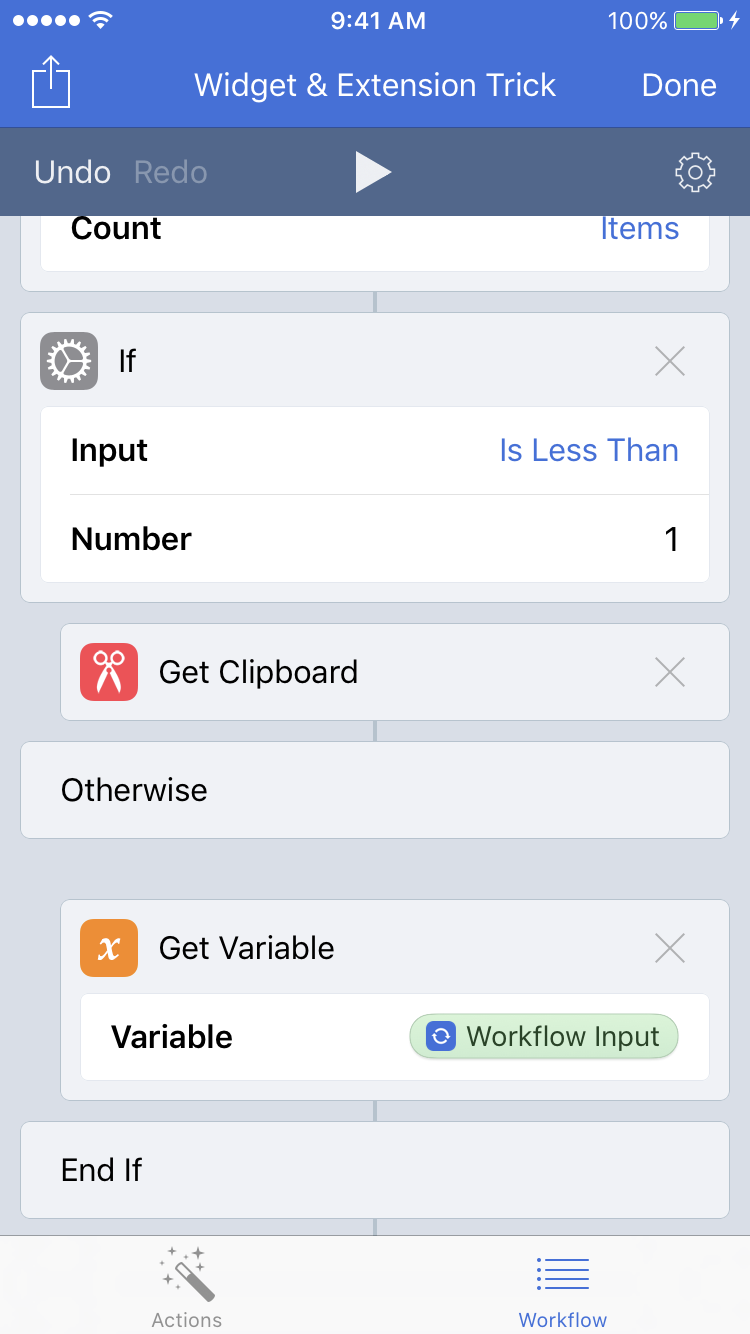 9:41 AM 100%
Widget & Extension Trick Done
Undo Redo
Count Items
If
Input Is Less Than
Number 1
Get Clipboard
Otherwise
x Get Variable
Variable Workflow Input
End If
Actions Workflow